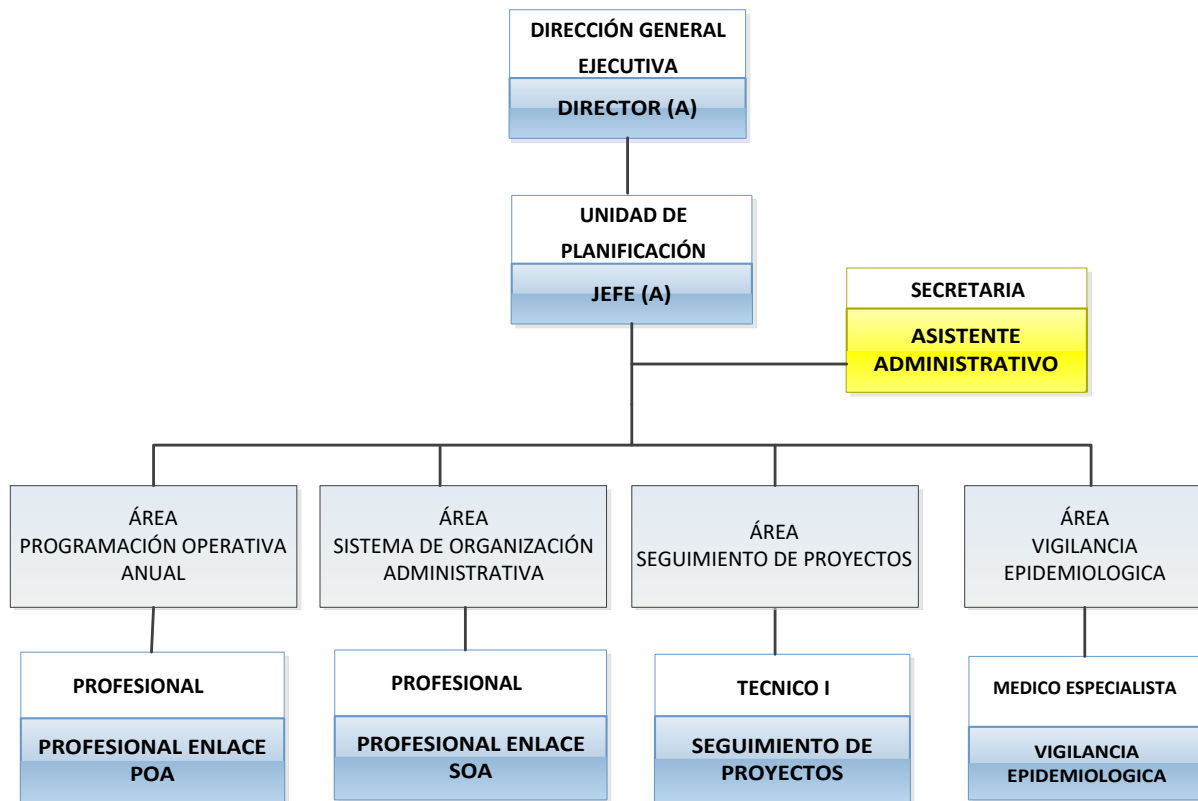 DIRECCIÓN GENERAL
EJECUTIVA
DIRECTOR (A)
UNIDAD DE
PLANIFICACIÓN
JEFE (A)
SECRETARIA
ASISTENTE
ADMINISTRATIVO
ÁREA
PROGRAMACIÓN OPERATIVA
ANUAL
ÁREA
SISTEMA DE ORGANIZACIÓN
ADMINISTRATIVA
ÁREA
SEGUIMIENTO DE PROYECTOS
ÁREA
VIGILANCIA
EPIDEMIOLOGICA
PROFESIONAL
PROFESIONAL ENLACE
POA
PROFESIONAL
PROFESIONAL ENLACE
SOA
TECNICO I
SEGUIMIENTO DE
PROYECTOS
MEDICO ESPECIALISTA
VIGILANCIA
EPIDEMIOLOGICA